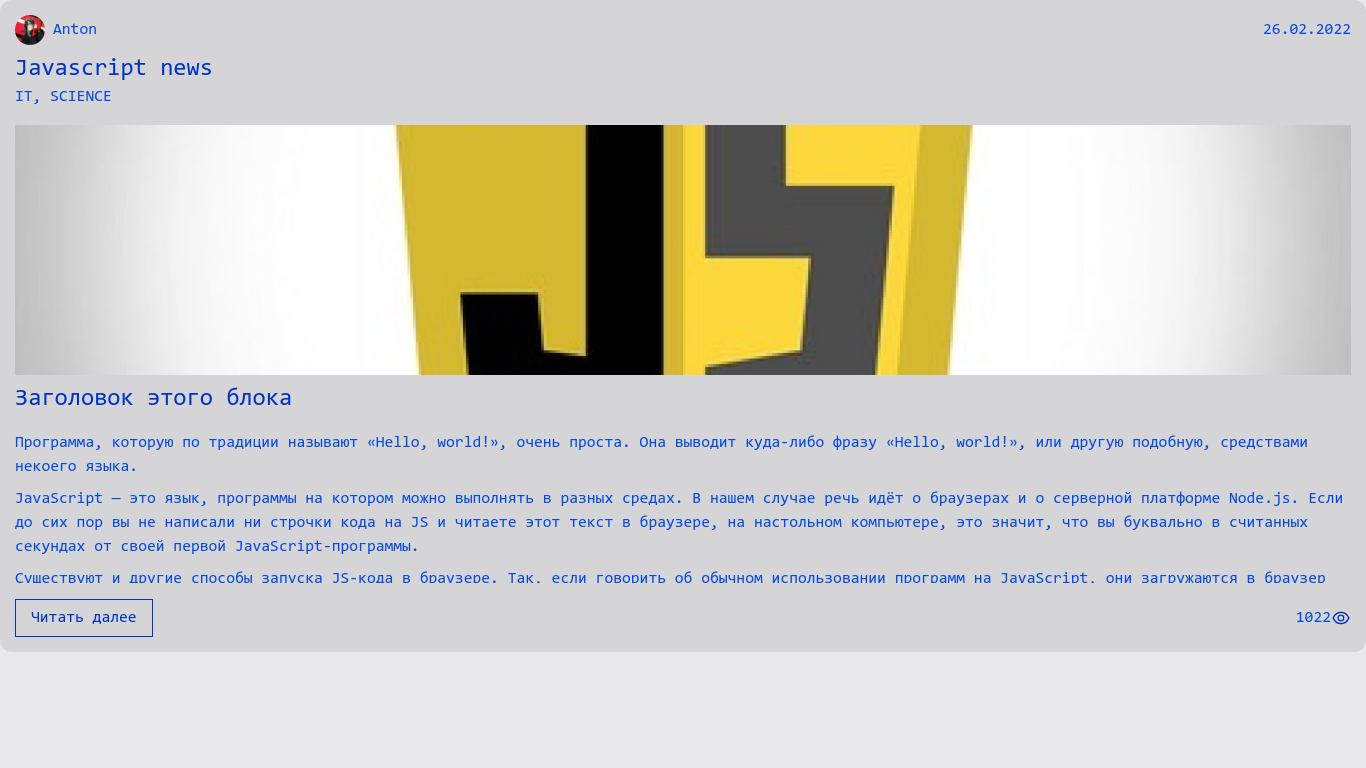 Anton
26.02.2022
Javascript news
IT, SCIENCE
JS
Заголовок этого блока
Программа, которую по традиции называют «Hello, world!», очень проста. Она выводит куда-либо фразу «Hello, world!», или другую подобную, средствами
некоего языка.
JavaScript — это язык, программы на котором можно выполнять в разных средах. В нашем случае речь идёт о браузерах и о серверной платформе Node.js. Если
до сих пор вы не написали ни строчки кода на JS и читаете этот текст в браузере, на настольном компьютере, это значит, что вы буквально в считанных
секундах от своей первой JavaScript-программы.
Существуют и другие способы запуска JS-кода в браузере. Так, если говорить об обычном использовании программ на JavaScript, они загружаются в браузер
Читать далее
1022